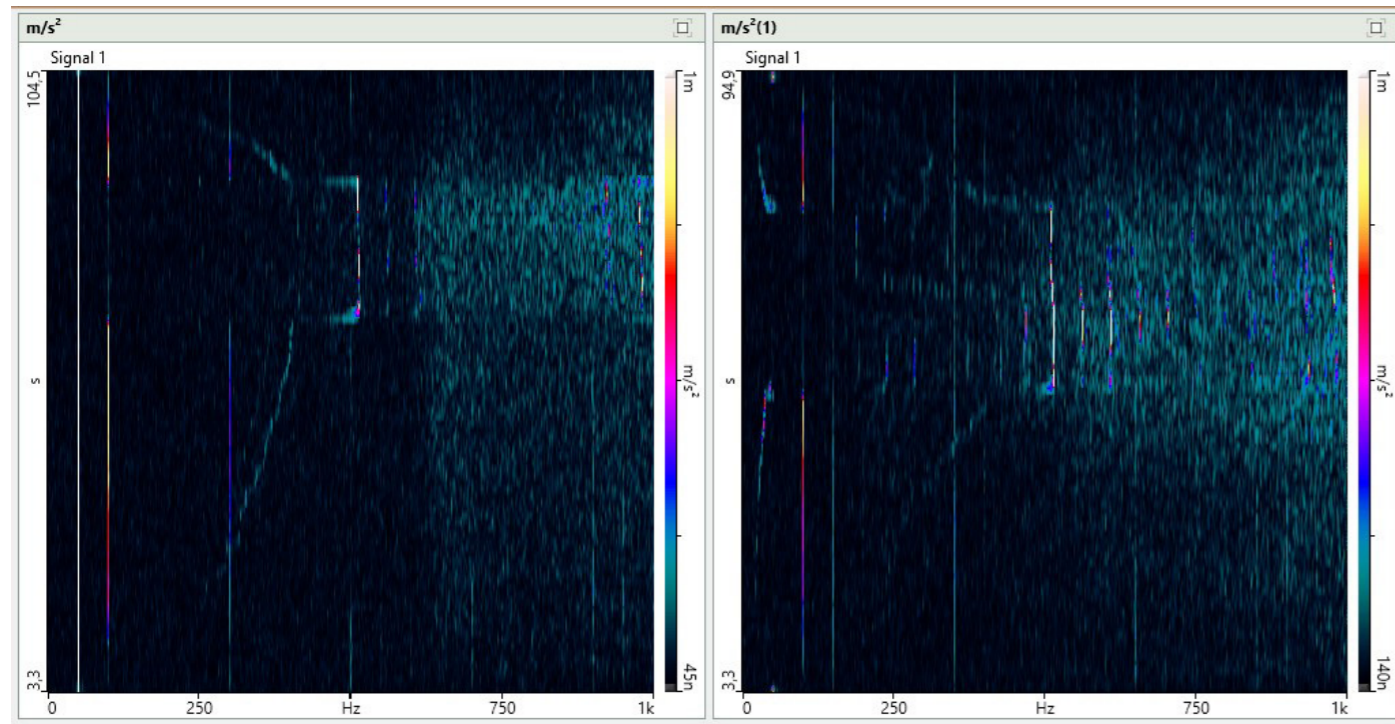 m/s²
Signal 1
104,5
s
3,3
0
250
Hz
750
1k
1m
m/s²
45n
m/s²(1)
Signal 1
94,9
s
3,3
0
250
Hz
750
1k
1m
m/s²
140n